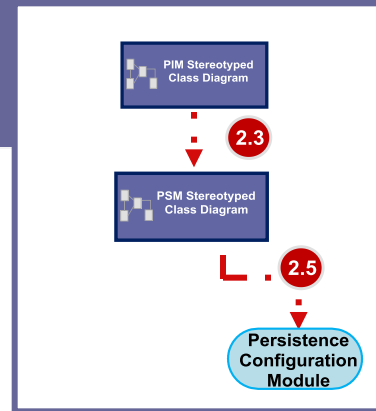 PIM Stereotyped
Class Diagram
2.3
PSM Stereotyped
Class Diagram
2.5
Persistence
Configuration
Module